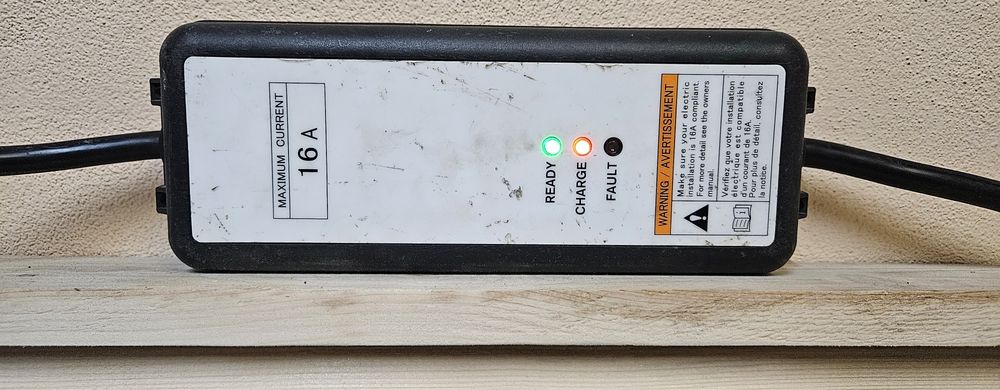 MAXIMUM CURRENT
16A
READY
CHARGE
FAULT
WARNING / AVERTISSEMENT
Make sure your electric
installation is 16A compliant.
For more detail see the owners
manual.
Vérifiez que votre installation
électrique est compatible
d'un courant de 16A.
Pour plus de détail, consultez
la notice.